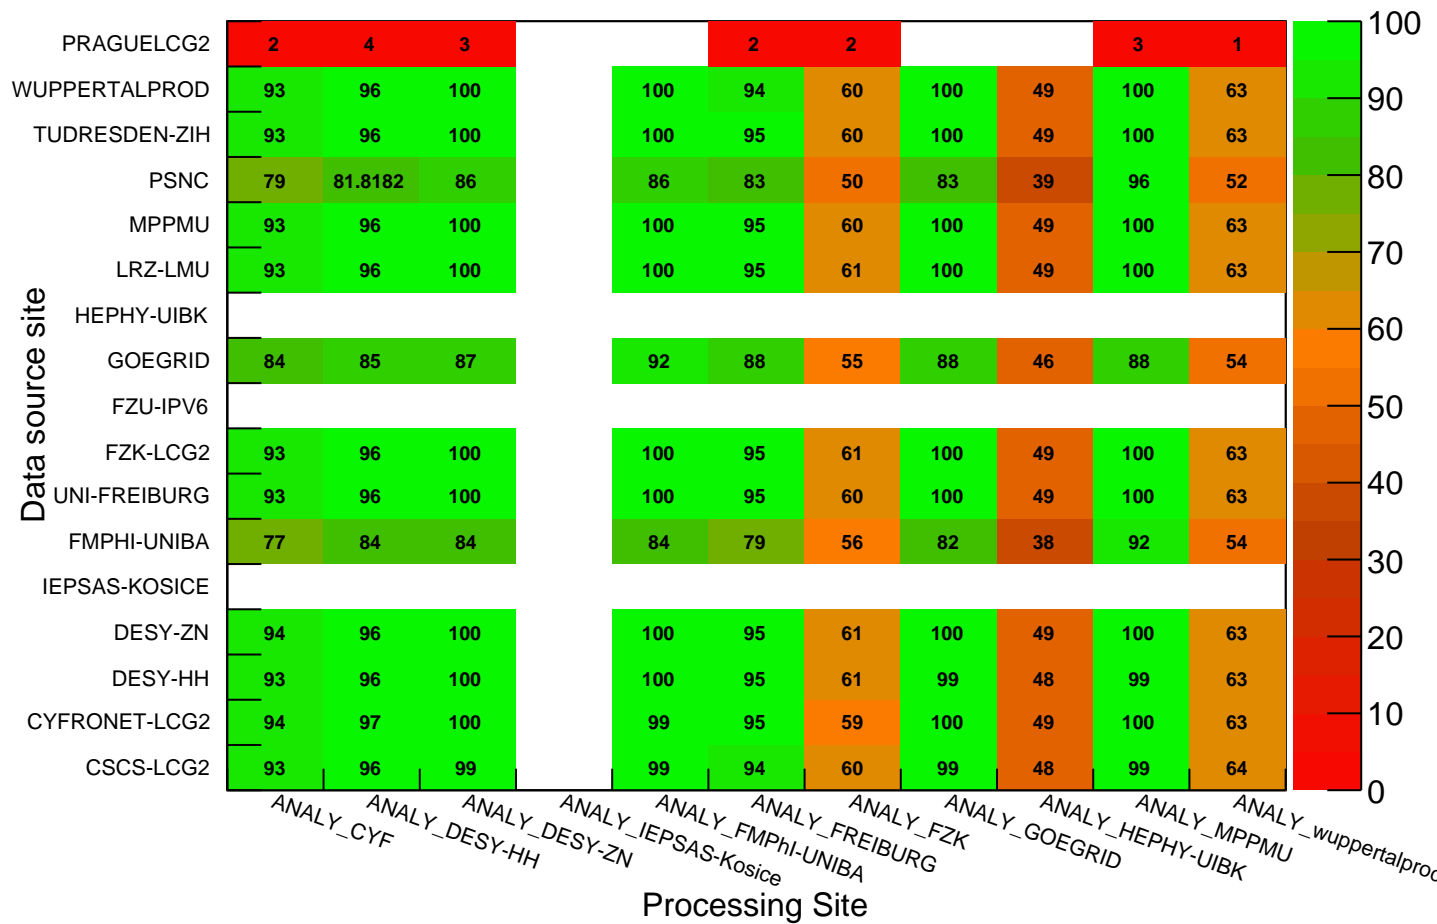 PRAGUELCG2 2 4 3 2 2 3 1
WUPPERTALPROD 93 96 100 100 94 60 100 49 100 63
TUDRESDEN-ZIH 93 96 100 100 95 60 100 49 100 63
PSNC 79 81.8182 86 86 83 50 83 39 96 52
MPPMU 93 96 100 100 95 60 100 49 100 63
LRZ-LMU 93 96 100 100 95 61 100 49 100 63
HEPHY-UIBK
GOEGRID 84 85 87 92 88 55 88 46 88 54
FZU-IPV6
FZK-LCG2 93 96 100 100 95 61 100 49 100 63
UNI-FREIBURG 93 96 100 100 95 60 100 49 100 63
FMPHI-UNIBA 77 84 84 84 79 56 82 38 92 54
IEPSAS-KOSICE
DESY-ZN 94 96 100 100 95 61 100 49 100 63
DESY-HH 93 96 100 100 95 61 99 48 99 63
CYFRONET-LCG2 94 97 100 99 95 59 100 49 100 63
CSCS-LCG2 93 96 99 99 94 60 99 48 99 64
Data source site
ANALY_CYF
ANALY_DESY-HH
ANALY_DESY-ZN
ANALY_IEPSAS-Kosice
ANALY_FMPhI-UNIBA
ANALY_FREIBURG
ANALY_FZK
ANALY_GOEGRID
ANALY_HEPHY-UIBK
ANALY_MPPMU
ANALY_wuppertalprod
Processing Site
100
90
80
70
60
50
40
30
20
10
0